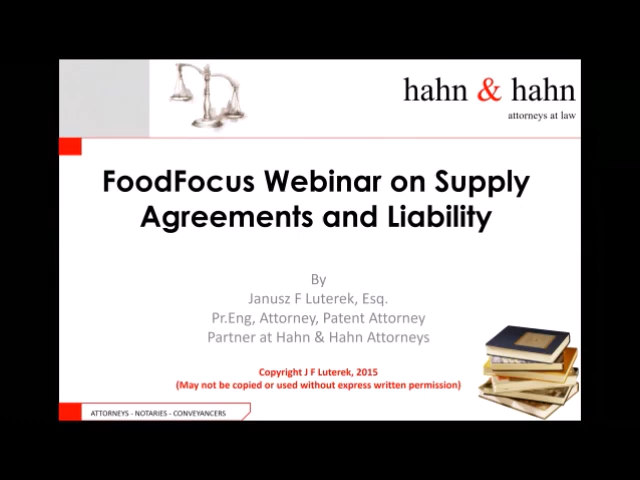 hahn & hahn
attorneys at law
FoodFocus Webinar on Supply
Agreements and Liability
By
Janusz F Luterek, Esq.
Pr.Eng, Attorney, Patent Attorney
Partner at Hahn & Hahn Attorneys
Copyright J F Luterek, 2015
(May not be copied or used without express written permission)
ATTORNEYS - NOTARIES - CONVEYANCERS